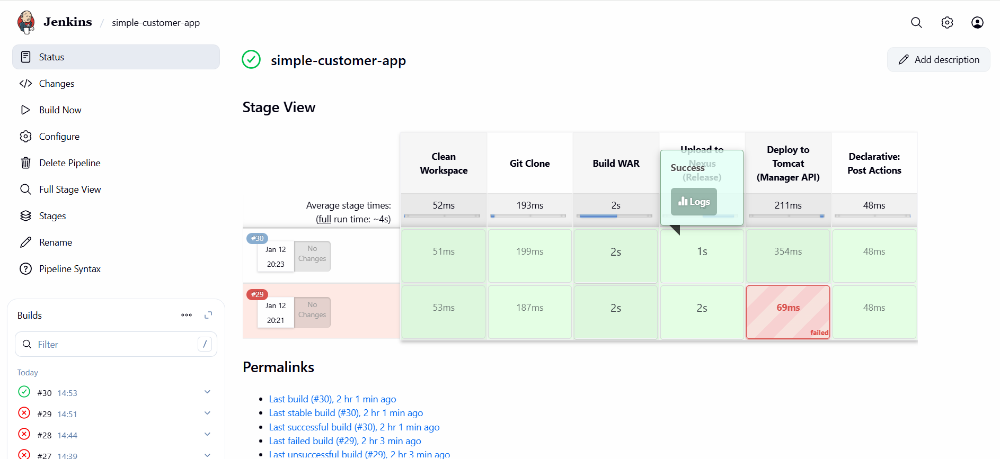 Jenkins / simple-customer-app
Status
Changes
Build Now
Configure
Delete Pipeline
Full Stage View
Stages
Rename
Pipeline Syntax
Builds
Filter /
Today
#30 14:53
#29 14:51
#28 14:44
#27 14:39
simple-customer-app
Add description
Stage View
Clean
Workspace
Git Clone
Build WAR
Upload to
Nexus
(Release)
Success
Logs
Deploy to
Tomcat
(Manager API)
Declarative:
Post Actions
Average stage times:
(full run time: ~4s)
52ms
193ms
2s
211ms
48ms
#30
Jan 12
20:23
No
Changes
51ms
199ms
2s
1s
354ms
48ms
#29
Jan 12
20:21
No
Changes
53ms
187ms
2s
2s
69ms
failed
48ms
Permalinks
Last build (#30), 2 hr 1 min ago
Last stable build (#30), 2 hr 1 min ago
Last successful build (#30), 2 hr 1 min ago
Last failed build (#29), 2 hr 3 min ago
Last unsuccessful build (#29), 2 hr 3 min ago